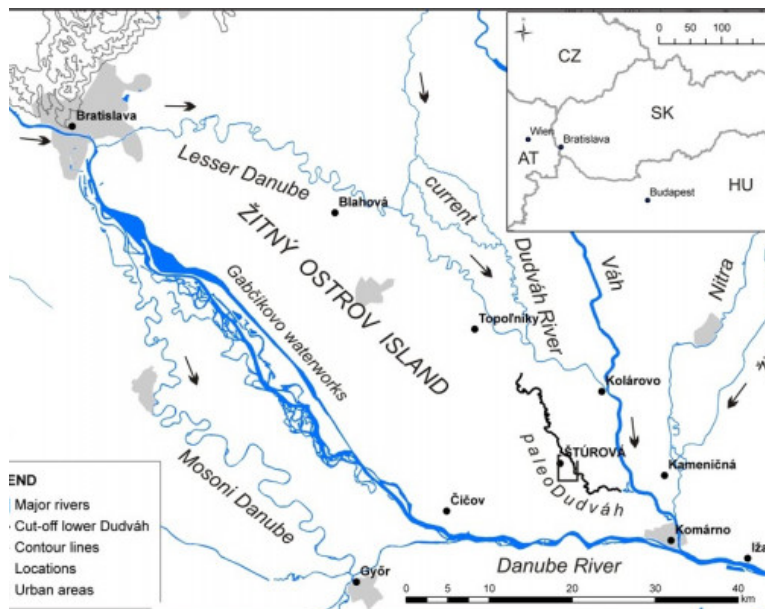 0 50 100
CZ
SK
Wien
Bratislava
AT
Budapest
HU
Bratislava
Lesser Danube
Blahová
current
Dudváh River
Váh
Nitra
ŽITNÝ OSTROV ISLAND
Gabčíkovo waterworks
Topoľníky
Kolárovo
ŠTÚROVÁ
paleoDudváh
Kameničná
Mosoni Danube
Čičov
Komárno
Iža
Győr
Danube River
0 10 20 30 40
km
END
Major rivers
Cut-off lower Dudváh
Contour lines
Locations
Urban areas